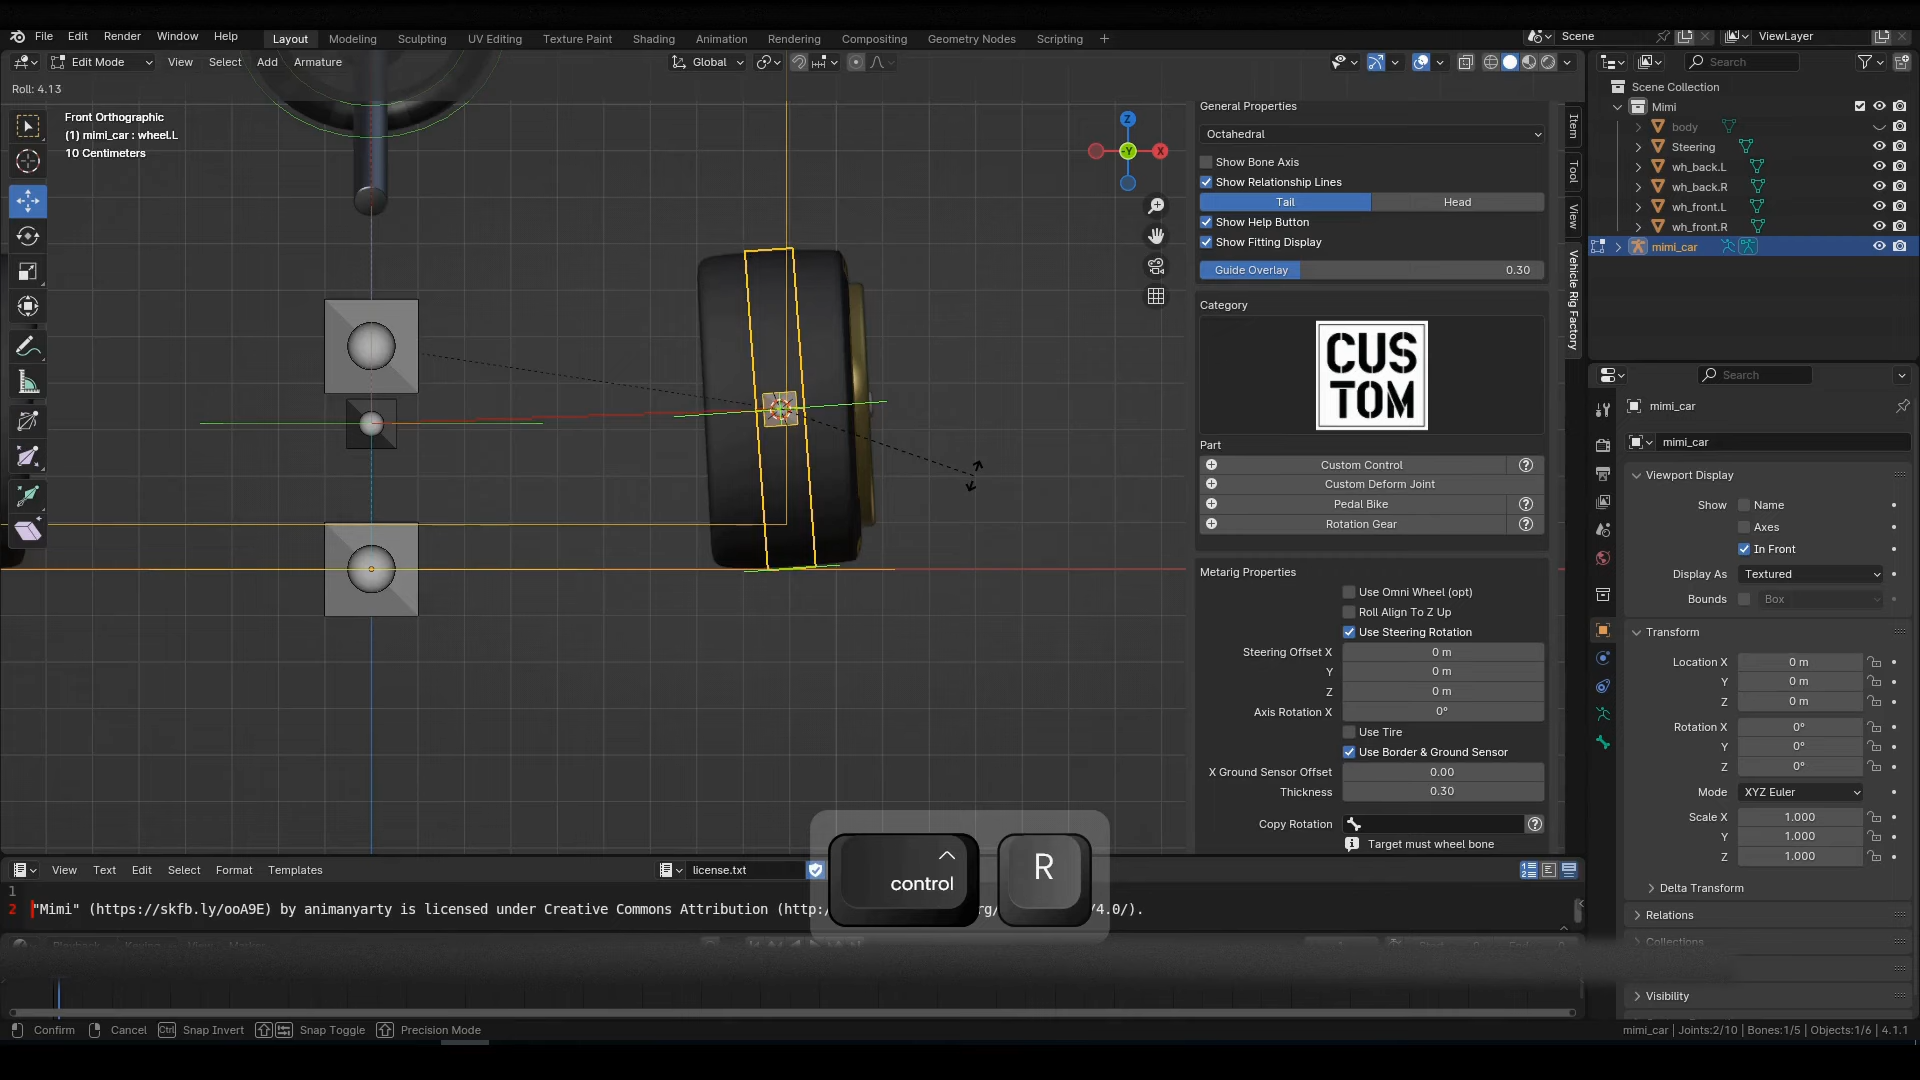 File Edit Render Window Help Layout Modeling Sculpting UV Editing Texture Paint Shading Animation Rendering Compositing Geometry Nodes Scripting + Scene ViewLayer
Edit Mode View Select Add Armature Global Search
Roll: 4.13
Front Orthographic
(1) mimi_car : wheel.L
10 Centimeters
Z
-Y
X
General Properties
Octahedral
Show Bone Axis
Show Relationship Lines
Tail Head
Show Help Button
Show Fitting Display
Guide Overlay 0.30
Category
CUS
TOM
Part
Custom Control ?
Custom Deform Joint
Pedal Bike ?
Rotation Gear ?
Metarig Properties
Use Omni Wheel (opt)
Roll Align To Z Up
Use Steering Rotation
Steering Offset X 0 m
Y 0 m
Z 0 m
Axis Rotation X 0°
Use Tire
Use Border & Ground Sensor
X Ground Sensor Offset 0.00
Thickness 0.30
Copy Rotation ?
Target must wheel bone
Item
Tool
View
Vehicle Rig Factory
Scene Collection
Mimi
body
Steering
wh_back.L
wh_back.R
wh_front.L
wh_front.R
mimi_car
Search
mimi_car
mimi_car
Viewport Display
Show Name
Axes
In Front
Display As Textured
Bounds Box
Transform
Location X 0 m
Y 0 m
Z 0 m
Rotation X 0°
Y 0°
Z 0°
Mode XYZ Euler
Scale X 1.000
Y 1.000
Z 1.000
Delta Transform
Relations
Collections
Visibility
View Text Edit Select Format Templates license.txt
1
2 "Mimi" (https://skfb.ly/ooA9E) by animanyarty is licensed under Creative Commons Attribution (http:/ rg/ /4.0/).
control
R
Playback Keying View Marker
Start End
Confirm Cancel Ctrl Snap Invert Snap Toggle Precision Mode mimi_car | Joints:2/10 | Bones:1/5 | Objects:1/6 | 4.1.1